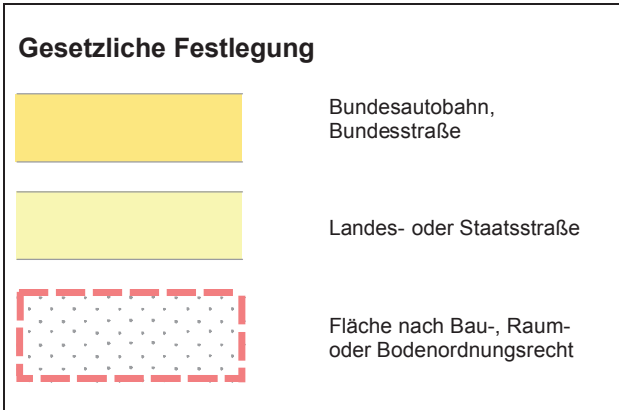 Gesetzliche Festlegung
Bundesautobahn,
Bundesstraße
Landes- oder Staatsstraße
Fläche nach Bau-, Raum-
oder Bodenordnungsrecht